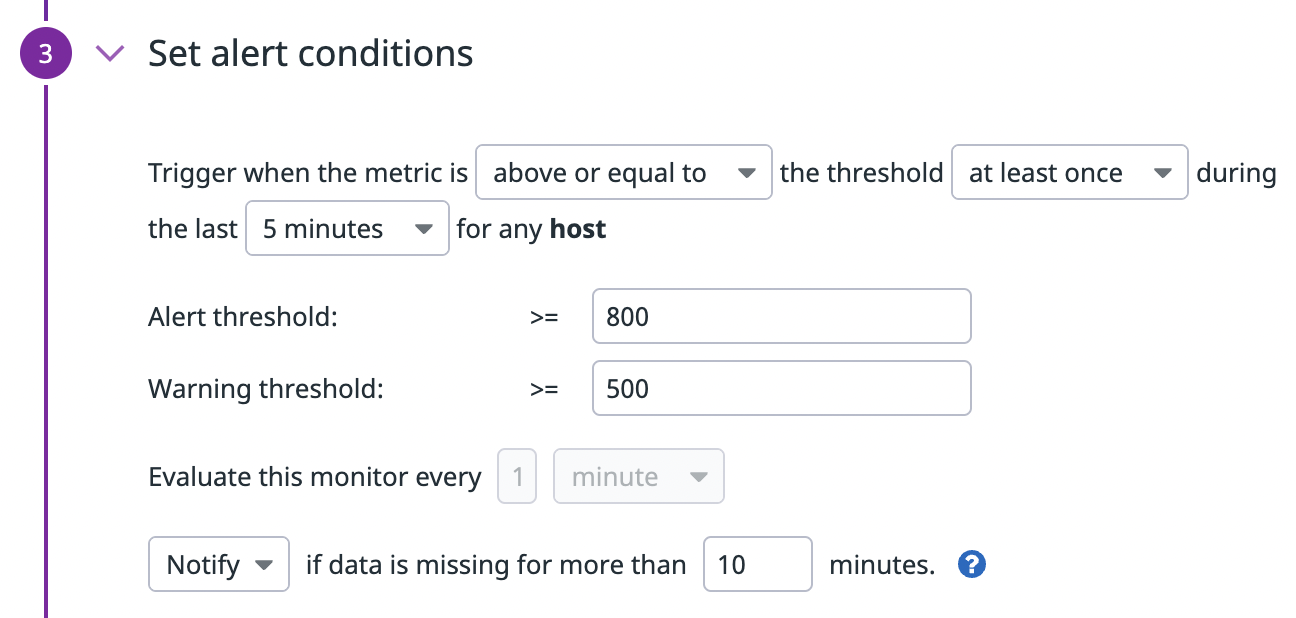 3 Set alert conditions
Trigger when the metric is above or equal to the threshold at least once during
the last 5 minutes for any host
Alert threshold: >= 800
Warning threshold: >= 500
Evaluate this monitor every 1 minute
Notify if data is missing for more than 10 minutes. ?